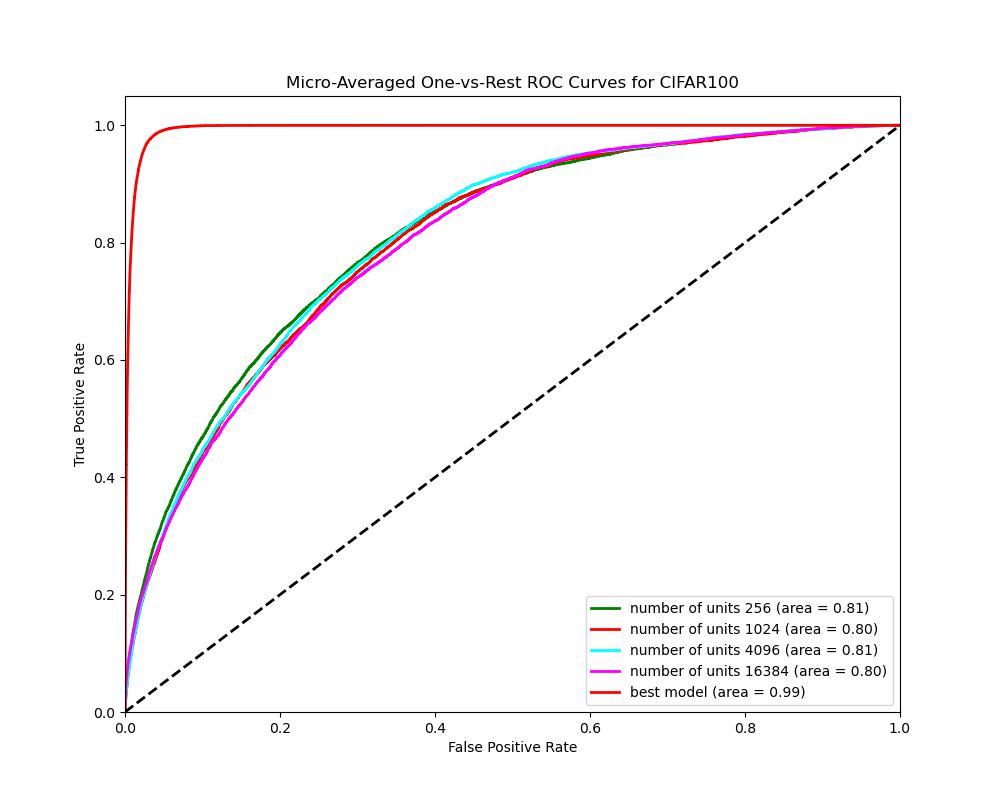 Micro-Averaged One-vs-Rest ROC Curves for CIFAR100
True Positive Rate
1.0
0.8
0.6
0.4
0.2
0.0
0.0 0.2 0.4 0.6 0.8 1.0
False Positive Rate
number of units 256 (area = 0.81)
number of units 1024 (area = 0.80)
number of units 4096 (area = 0.81)
number of units 16384 (area = 0.80)
best model (area = 0.99)